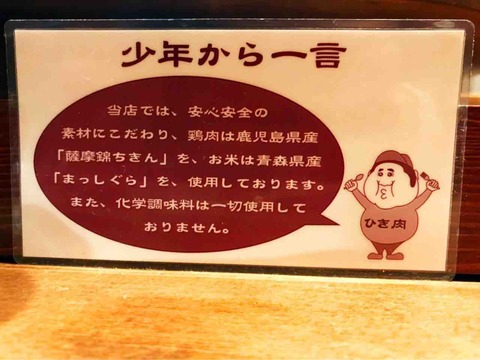 少年から一言
当店では、安心安全の
素材にこだわり、鶏肉は鹿児島県産
「薩摩錦ちきん」を、お米は青森県産
「まっしぐら」を、使用しております。
また、化学調味料は一切使用して
おりません。
ひき肉